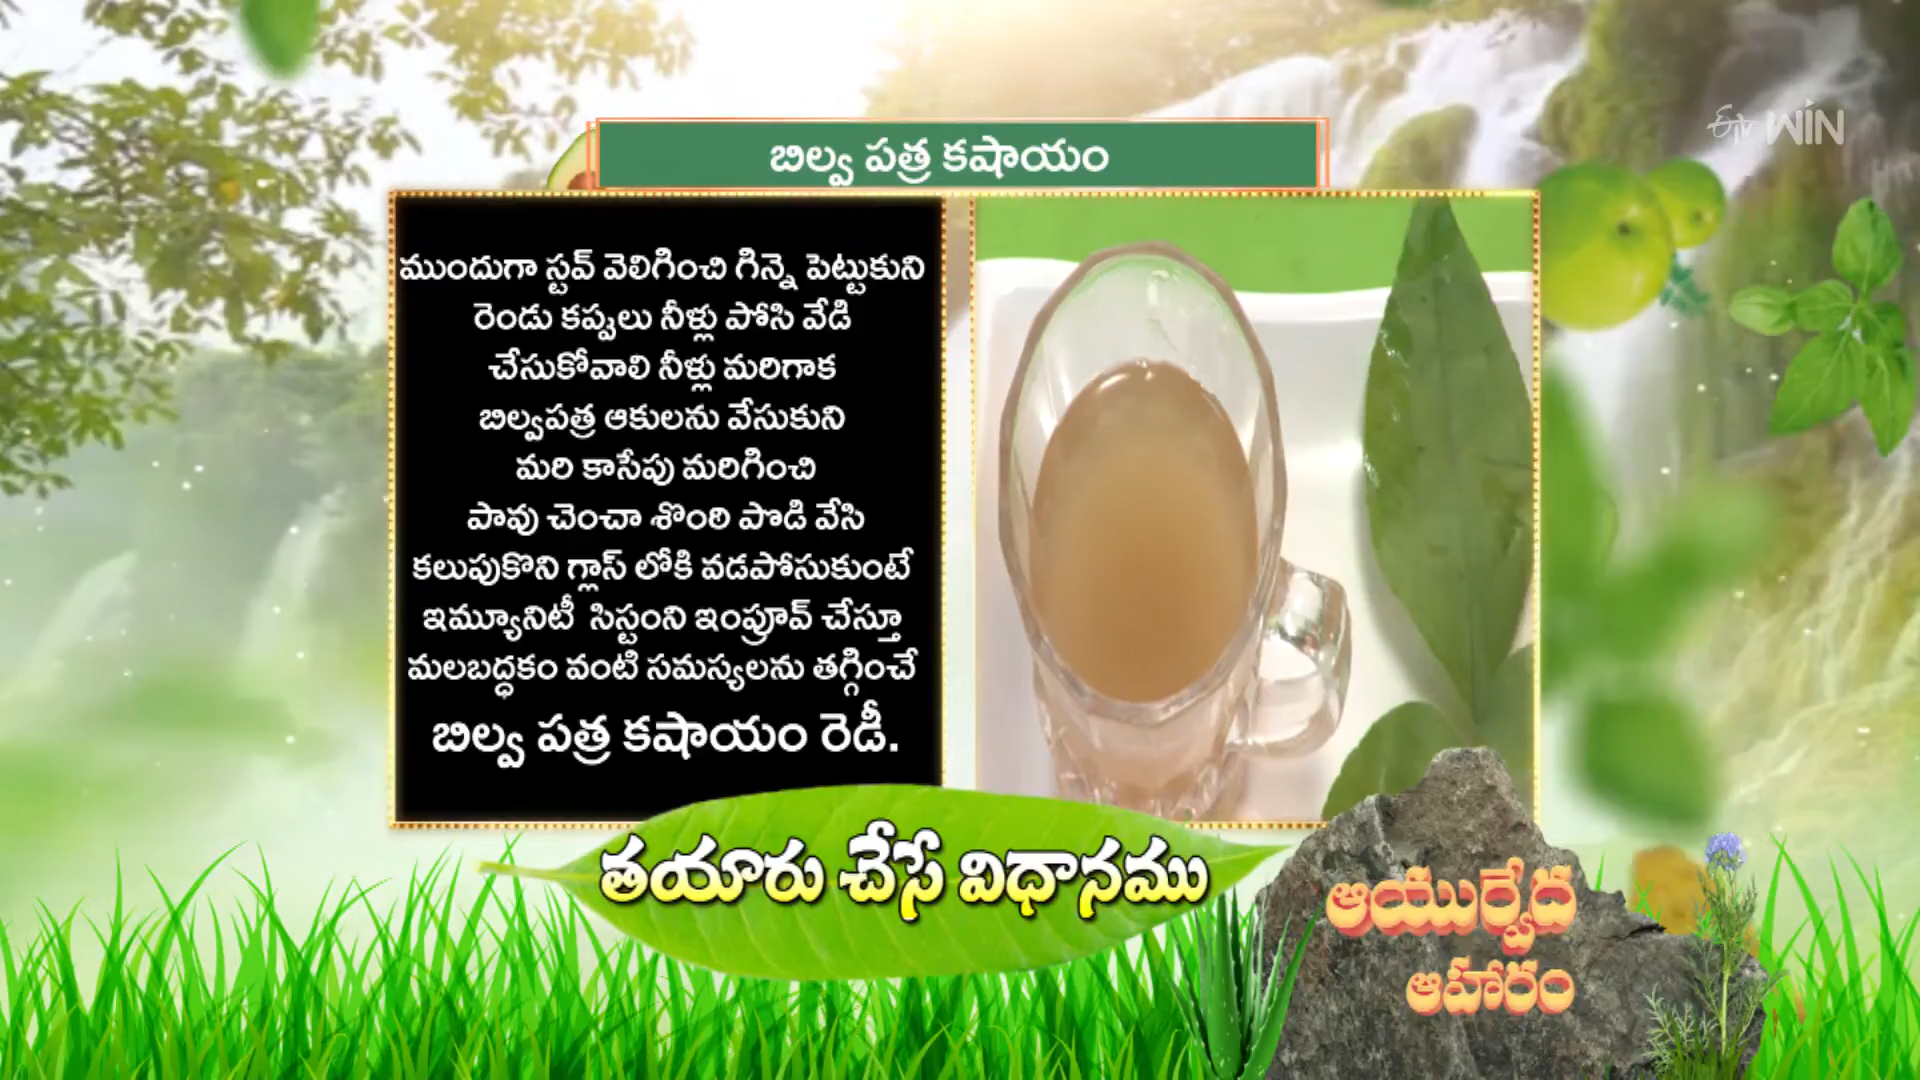 ఈటీవీ WIN
బిల్వ పత్ర కషాయం
ముందుగా స్టవ్ వెలిగించి గిన్నె పెట్టుకుని
రెండు కప్పులు నీళ్లు పోసి వేడి
చేసుకోవాలి నీళ్లు మరిగాక
బిల్వపత్ర ఆకులను వేసుకుని
మరి కాసేపు మరిగించి
పావు చెంచా శొంఠి పొడి వేసి
కలుపుకొని గ్లాస్ లోకి వడపోసుకుంటే
ఇమ్యూనిటీ సిస్టంని ఇంప్రూవ్ చేస్తూ
మలబద్ధకం వంటి సమస్యలను తగ్గించే
బిల్వ పత్ర కషాయం రెడీ.
తయారు చేసే విధానము
ఆయుర్వేద
ఆహారం